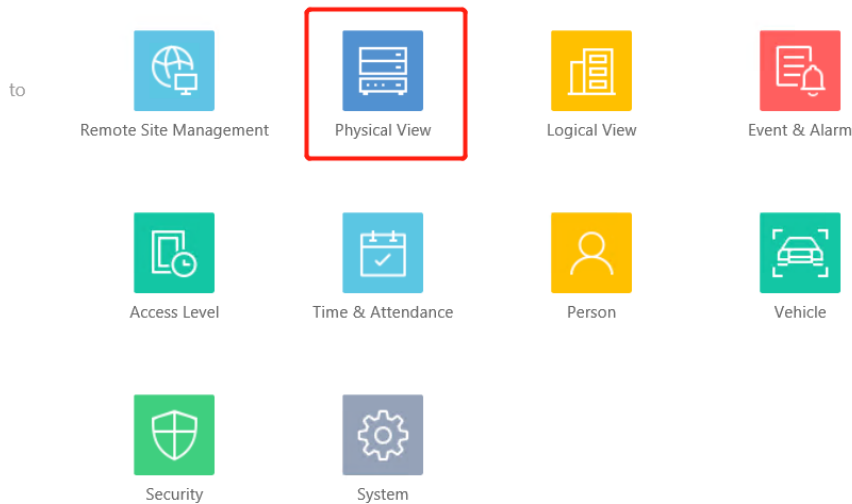 to
Remote Site Management
Physical View
Logical View
Event & Alarm
Access Level
Time & Attendance
Person
Vehicle
Security
System